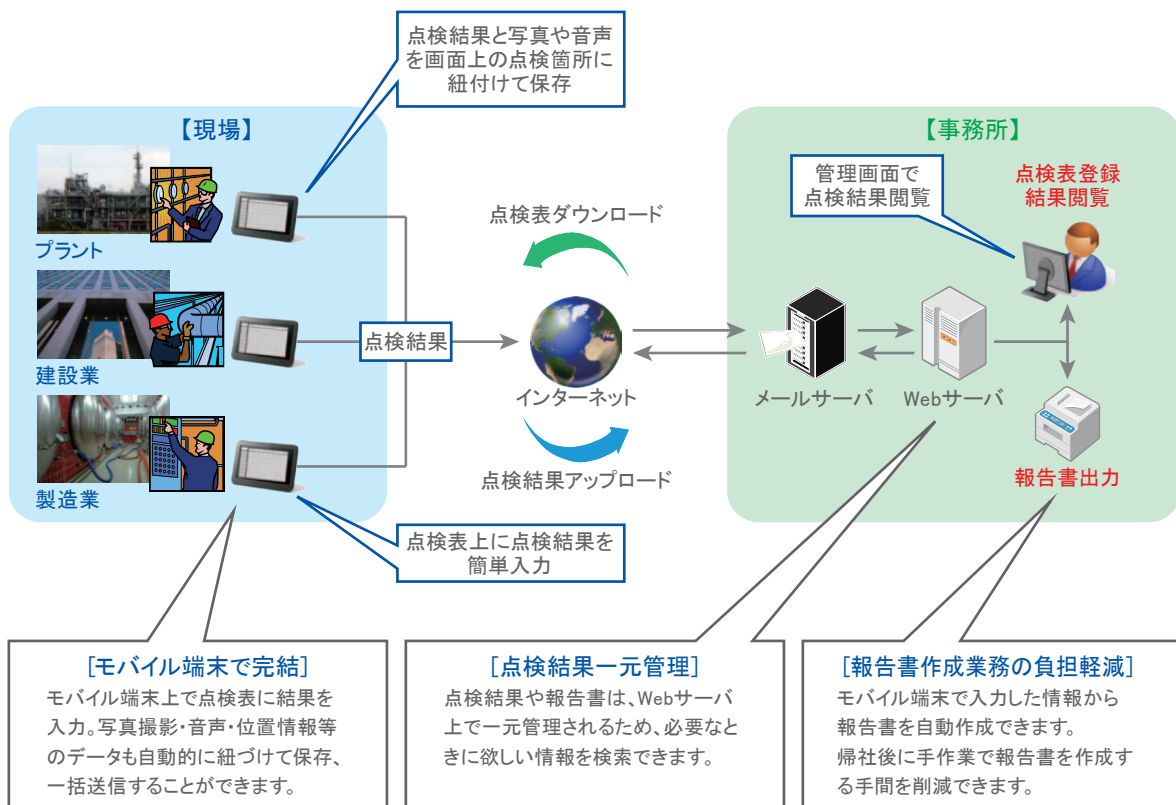 点検結果と写真や音声
を画面上の点検箇所に
紐付けて保存
【現場】
プラント
建設業
製造業
点検結果
点検表上に点検結果を
簡単入力
点検表ダウンロード
インターネット
点検結果アップロード
【事務所】
管理画面で
点検結果閲覧
点検表登録
結果閲覧
メールサーバ
Webサーバ
報告書出力
[モバイル端末で完結]
モバイル端末上で点検表に結果を
入力。写真撮影・音声・位置情報等
のデータも自動的に紐づけて保存、
一括送信することができます。
[点検結果一元管理]
点検結果や報告書は、Webサーバ
上で一元管理されるため、必要なと
きに欲しい情報を検索できます。
[報告書作成業務の負担軽減]
モバイル端末で入力した情報から
報告書を自動作成できます。
帰社後に手作業で報告書を作成す
る手間を削減できます。